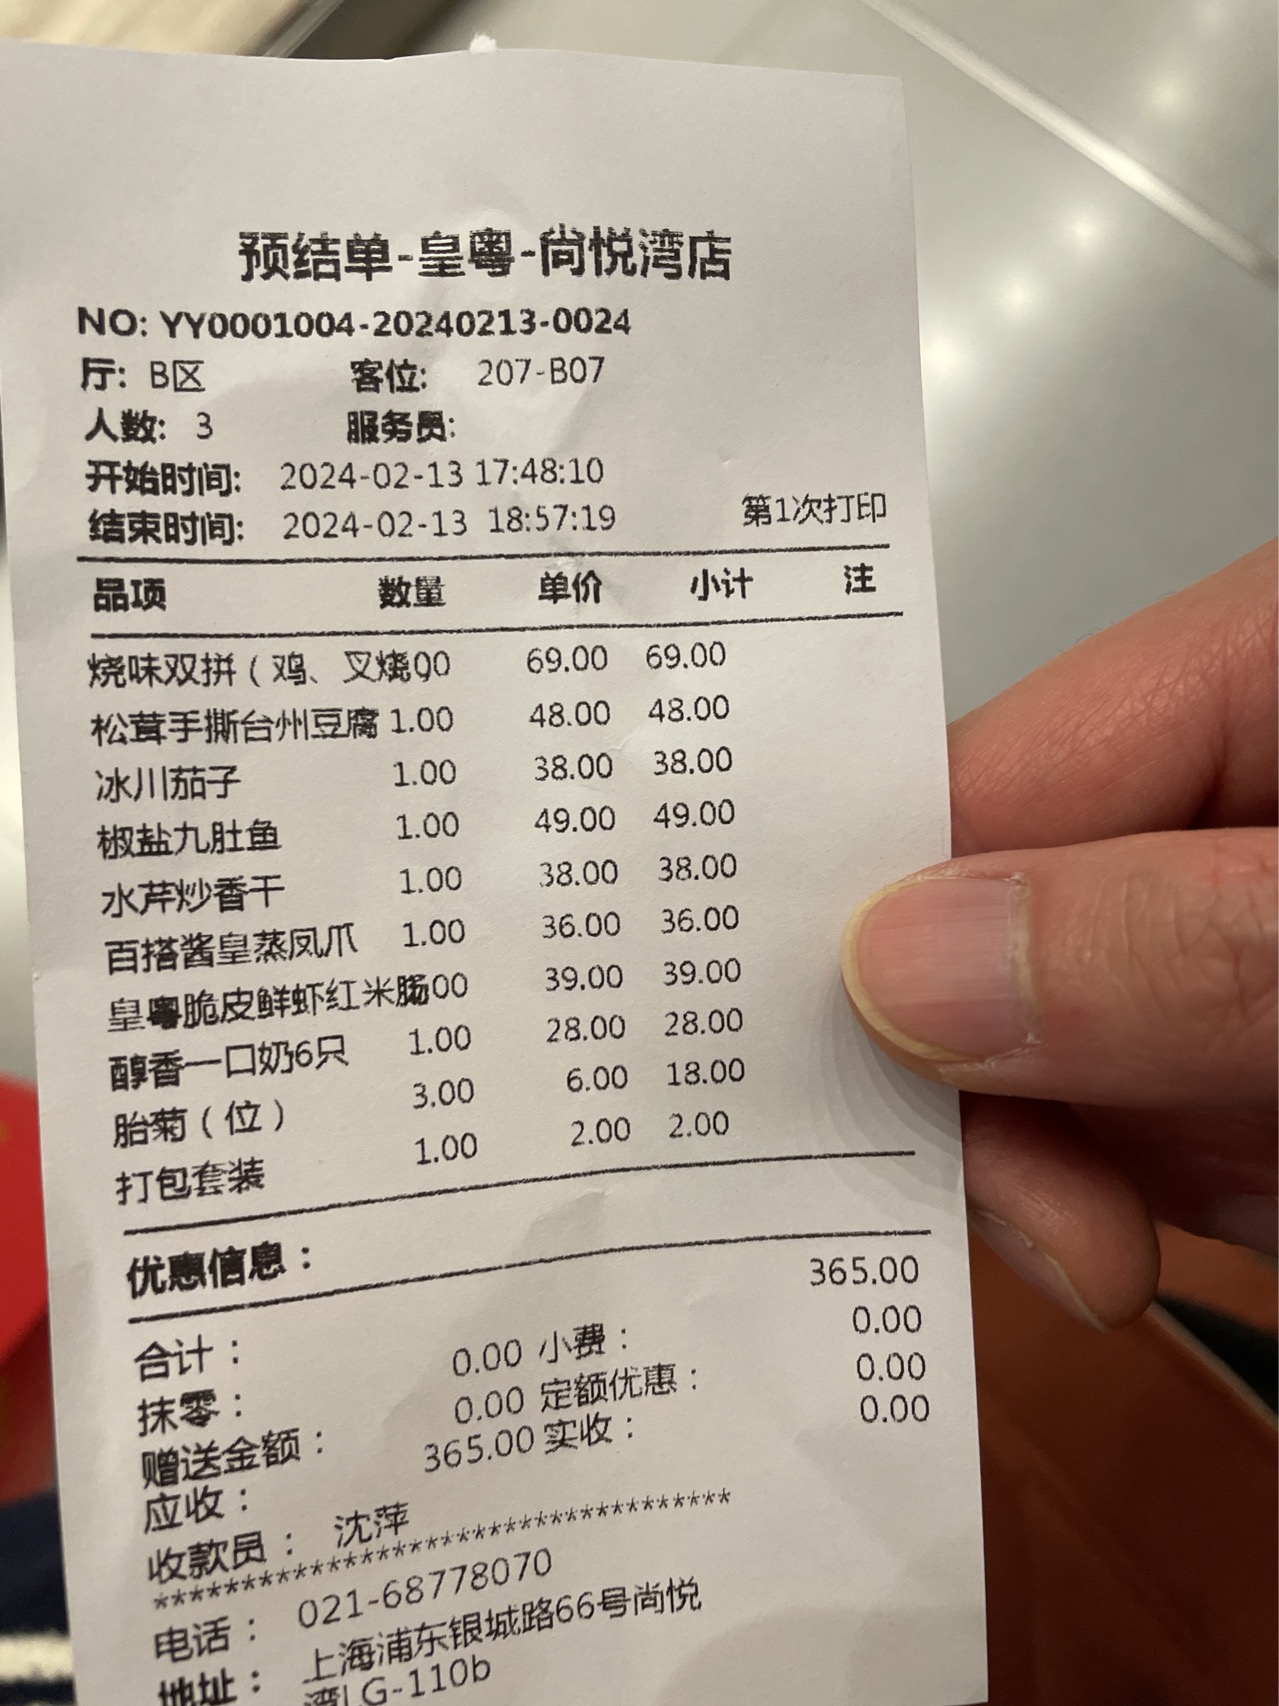 预结单-皇粤-尚悦湾店
NO: YY0001004-20240213-0024
厅: B区 客位: 207-B07
人数: 3 服务员:
开始时间: 2024-02-13 17:48:10
结束时间: 2024-02-13 18:57:19 第1次打印
品项 数量 单价 小计 注
烧味双拼（鸡、叉烧00 69.00 69.00
松茸手撕台州豆腐 1.00 48.00 48.00
冰川茄子 1.00 38.00 38.00
椒盐九肚鱼 1.00 49.00 49.00
水芹炒香干 1.00 38.00 38.00
百搭酱皇蒸凤爪 1.00 36.00 36.00
皇粤脆皮鲜虾红米肠00 39.00 39.00
醇香一口奶6只 1.00 28.00 28.00
胎菊（位） 3.00 6.00 18.00
打包套装 1.00 2.00 2.00
优惠信息：
合计： 365.00
抹零： 0.00 小费： 0.00
赠送金额： 0.00 定额优惠： 0.00
应收： 365.00 实收： 0.00
收款员： 沈萍
****************************************
电话： 021-68778070
地址： 上海浦东银城路66号尚悦
湾LG-110b